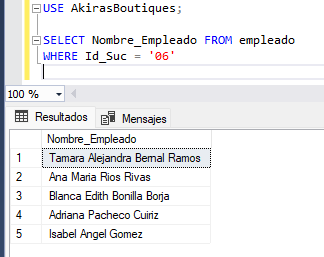 USE AkirasBoutiques;
SELECT Nombre_Empleado FROM empleado
WHERE Id_Suc = '06'
100 %
Resultados Mensajes
Nombre_Empleado
1 Tamara Alejandra Bernal Ramos
2 Ana Maria Rios Rivas
3 Blanca Edith Bonilla Borja
4 Adriana Pacheco Cuiriz
5 Isabel Angel Gomez